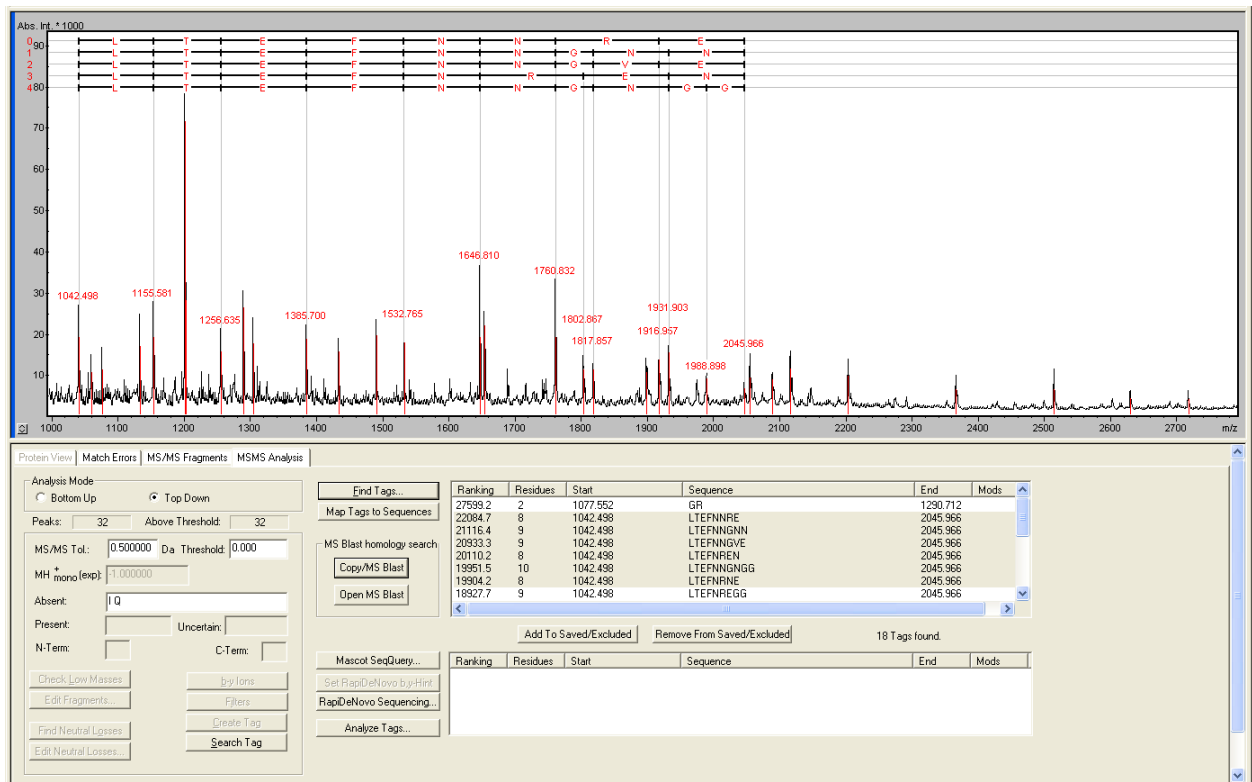 Abs. Int. * 1000
0 L T E F N N R E
90
1 L T E F N N G N N
2 L T E F N N G V E
3 L T E F N R E N
4 L T E F N N G N G G
80
70
60
50
40
30
20
10
1042.498
1155.581
1256.635
1385.700
1532.765
1646.810
1760.832
1802.867
1817.857
1916.957
1931.903
1988.898
2045.966
1000 1100 1200 1300 1400 1500 1600 1700 1800 1900 2000 2100 2200 2300 2400 2500 2600 2700 m/z
Protein View Match Errors MS/MS Fragments MSMS Analysis
Analysis Mode
Bottom Up Top Down
Peaks: 32 Above Threshold: 32
MS/MS Tol.: 0.500000 Da Threshold: 0.000
MH + mono (exp): -1.000000
Absent: I Q
Present: Uncertain:
N-Term: C-Term:
Check Low Masses b-y Ions
Edit Fragments... Filters
Create Tag
Find Neutral Losses Search Tag
Edit Neutral Losses...
Find Tags...
Map Tags to Sequences
MS Blast homology search
Copy/MS Blast
Open MS Blast
Ranking Residues Start Sequence End Mods
27599.2 2 1077.552 GR 1290.712
22084.7 8 1042.498 LTEFNNRE 2045.966
21116.4 9 1042.498 LTEFNNGNN 2045.966
20933.3 9 1042.498 LTEFNNGVE 2045.966
20110.2 8 1042.498 LTEFNREN 2045.966
19951.5 10 1042.498 LTEFNNGNGG 2045.966
19904.2 8 1042.498 LTEFNRNE 2045.966
18927.7 9 1042.498 LTEFNREGG 2045.966
Add To Saved/Excluded Remove From Saved/Excluded 18 Tags found.
Mascot SeqQuery...
Set RapiDeNovo b,y-Hint
RapiDeNovo Sequencing...
Analyze Tags...
Ranking Residues Start Sequence End Mods